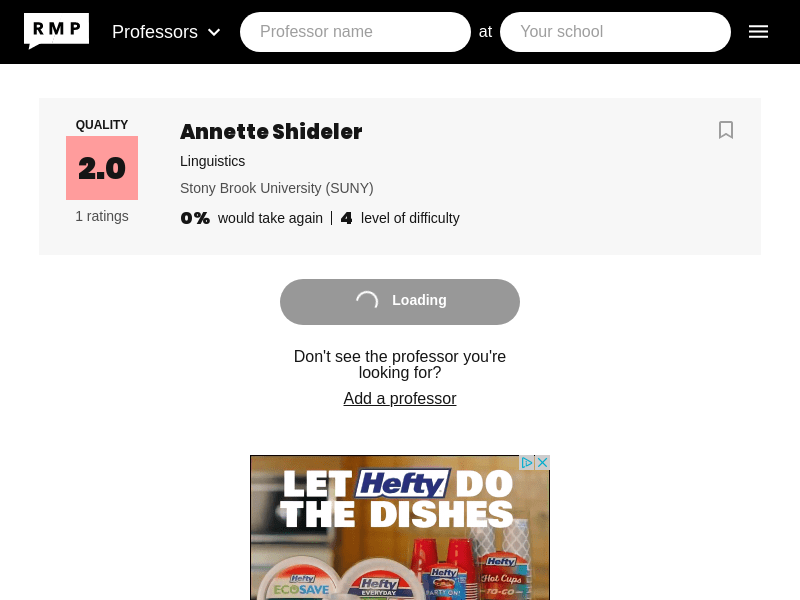 RMP Professors Professor name at Your school
QUALITY
2.0
1 ratings
Annette Shideler
Linguistics
Stony Brook University (SUNY)
0% would take again | 4 level of difficulty
Loading
Don't see the professor you're
looking for?
Add a professor
LET Hefty DO
THE DISHES
Hefty
ECOSAVE
Hefty
EVERYDAY
Hefty
PARTY ON!
Hefty
Hot Cups
TO-GO